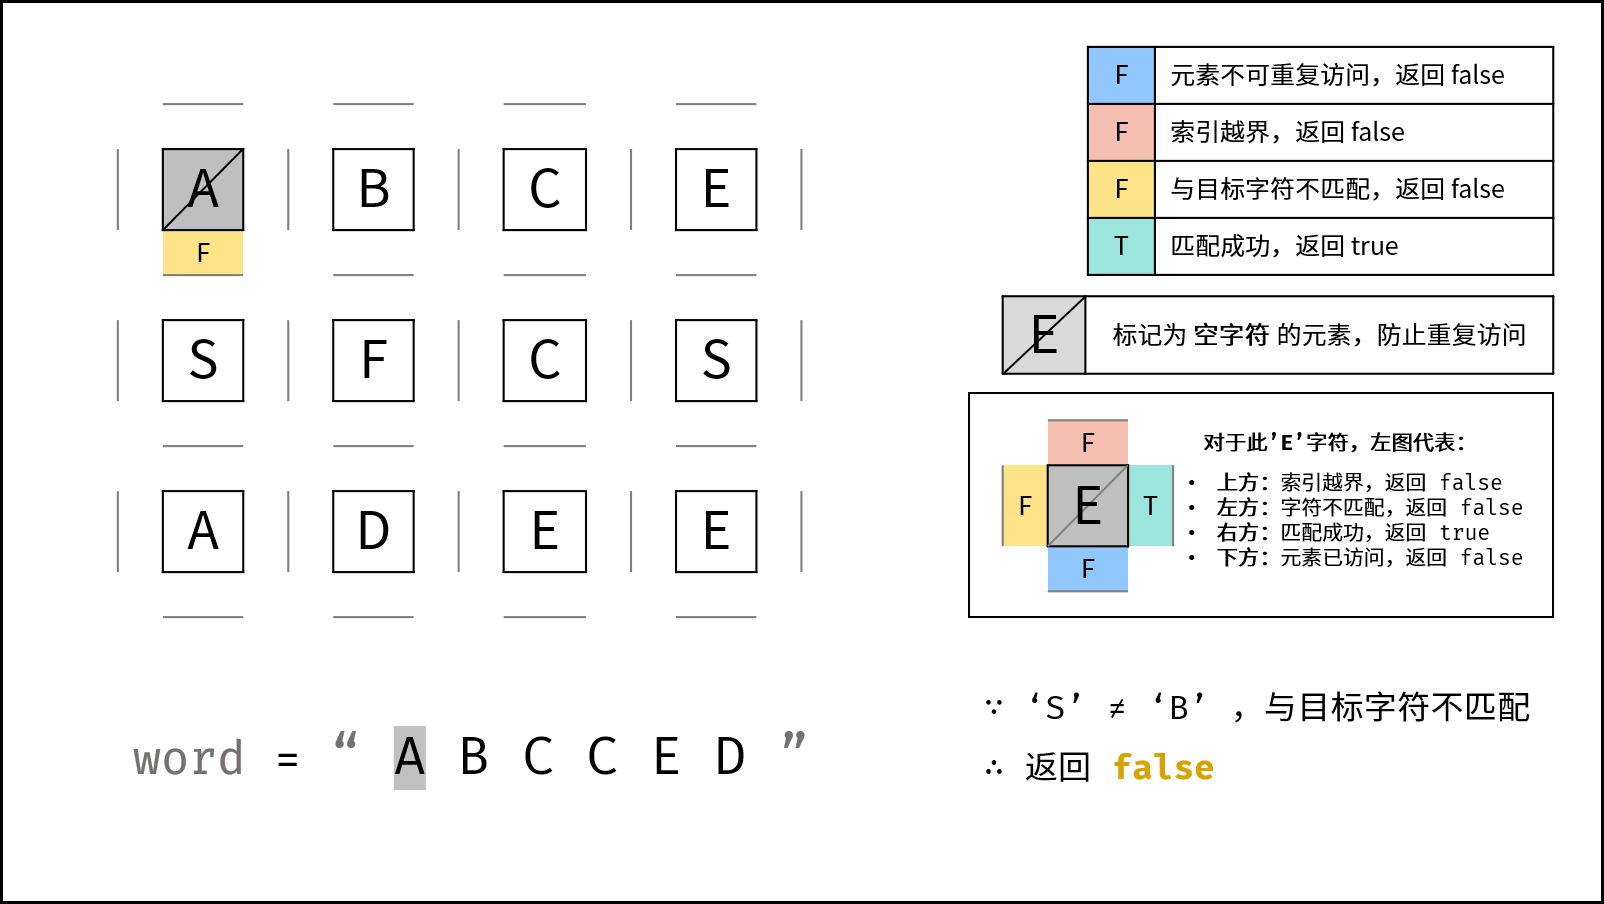 A B C E
F
S F C S
A D E E
word = “ A B C C E D ”
F 元素不可重复访问，返回 false
F 索引越界，返回 false
F 与目标字符不匹配，返回 false
T 匹配成功，返回 true
E 标记为 空字符 的元素，防止重复访问
F
F E T
F
对于此'E'字符，左图代表：
• 上方：索引越界，返回 false
• 左方：字符不匹配，返回 false
• 右方：匹配成功，返回 true
• 下方：元素已访问，返回 false
∵ ‘S’ ≠ ‘B’ ，与目标字符不匹配
∴ 返回 false